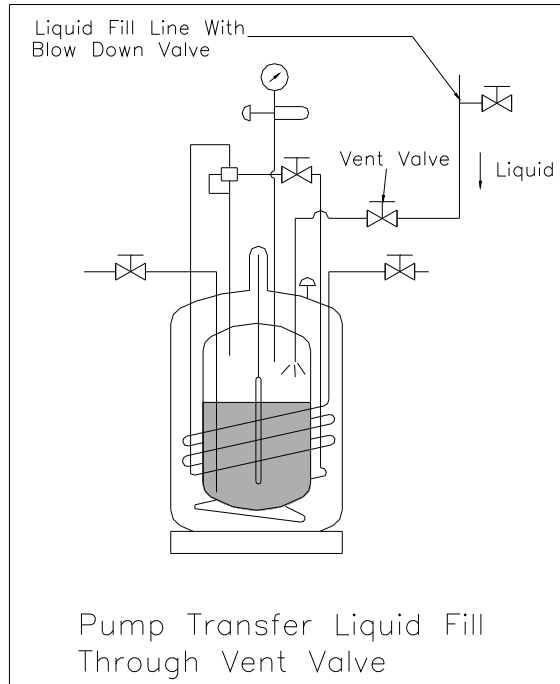 Liquid Fill Line With
Blow Down Valve
Vent Valve
Liquid
Pump Transfer Liquid Fill
Through Vent Valve